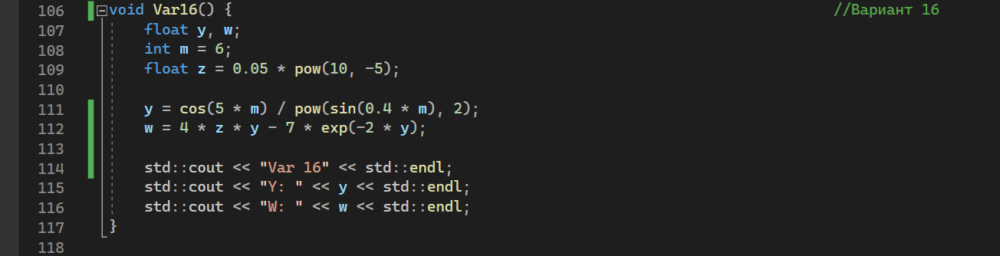 106 void Var16() { //Вариант 16
107 float y, w;
108 int m = 6;
109 float z = 0.05 * pow(10, -5);
110
111 y = cos(5 * m) / pow(sin(0.4 * m), 2);
112 w = 4 * z * y - 7 * exp(-2 * y);
113
114 std::cout << "Var 16" << std::endl;
115 std::cout << "Y: " << y << std::endl;
116 std::cout << "W: " << w << std::endl;
117 }
118